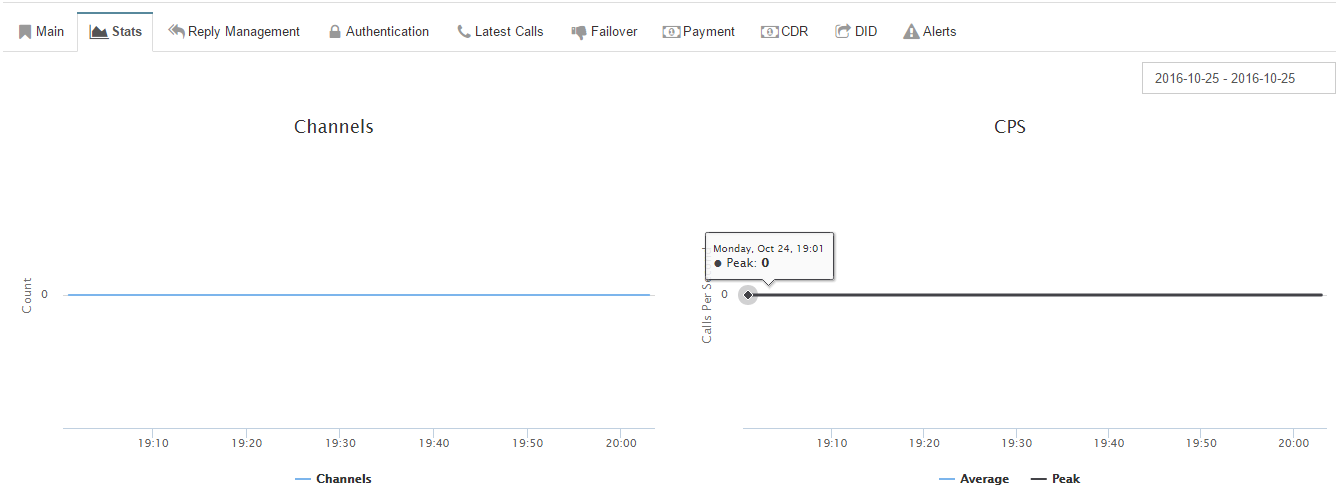 Main Stats Reply Management Authentication Latest Calls Failover Payment CDR DID Alerts
2016-10-25 - 2016-10-25
Channels
Count
0
19:10 19:20 19:30 19:40 19:50 20:00
Channels
CPS
Monday, Oct 24, 19:01
Peak: 0
Calls Per
0
19:10 19:20 19:30 19:40 19:50 20:00
Average Peak